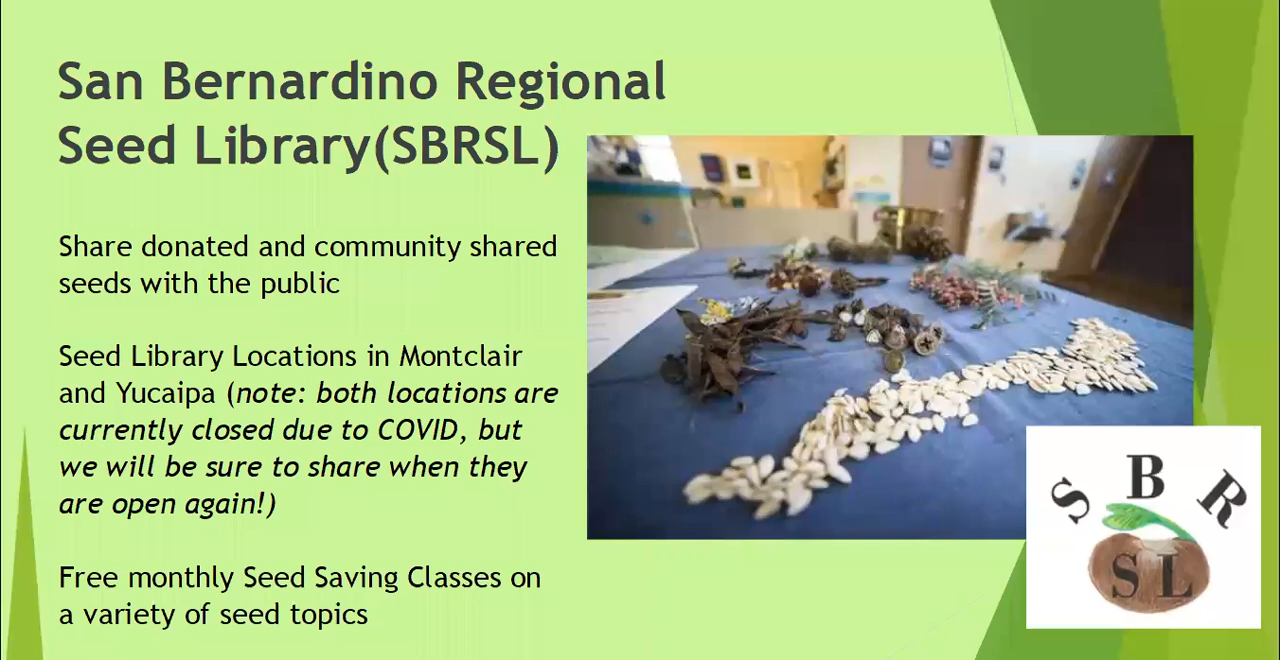 San Bernardino Regional
Seed Library(SBRSL)
Share donated and community shared
seeds with the public
Seed Library Locations in Montclair
and Yucaipa (note: both locations are
currently closed due to COVID, but
we will be sure to share when they
are open again!)
Free monthly Seed Saving Classes on
a variety of seed topics
S B R
S L